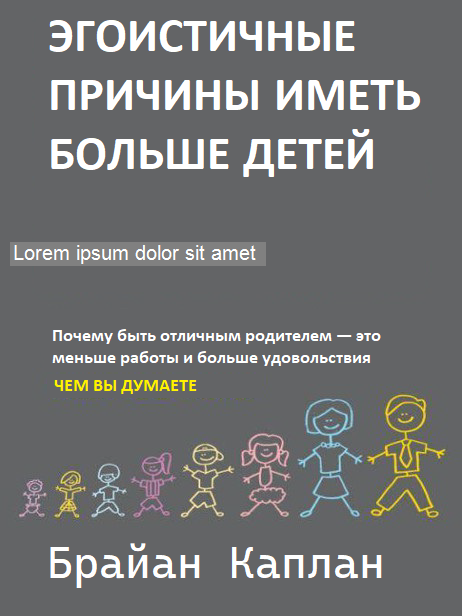 ЭГОИСТИЧНЫЕ
ПРИЧИНЫ ИМЕТЬ
БОЛЬШЕ ДЕТЕЙ
Lorem ipsum dolor sit amet
Почему быть отличным родителем — это
меньше работы и больше удовольствия
ЧЕМ ВЫ ДУМАЕТЕ
Брайан Каплан